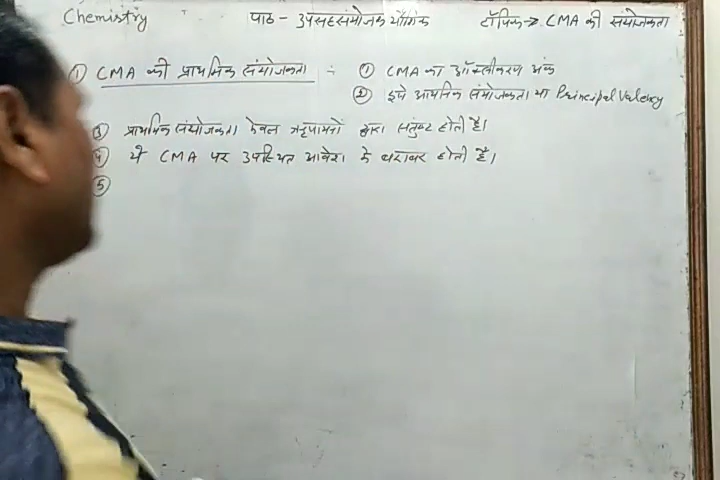 Chemistry पाठ - उपसहसंयोजक यौगिक टॉपिक → CMA की संयोजकता
① CMA की प्राथमिक संयोजकता : ① CMA का ऑक्सीकरण अंक
② इसे आयनिक संयोजकता या Principal Valency
③ प्राथमिक संयोजकता केवल ऋणायनों द्वारा संतुष्ट होती है।
④ ये CMA पर उपस्थित आवेश के बराबर होती है।
⑤